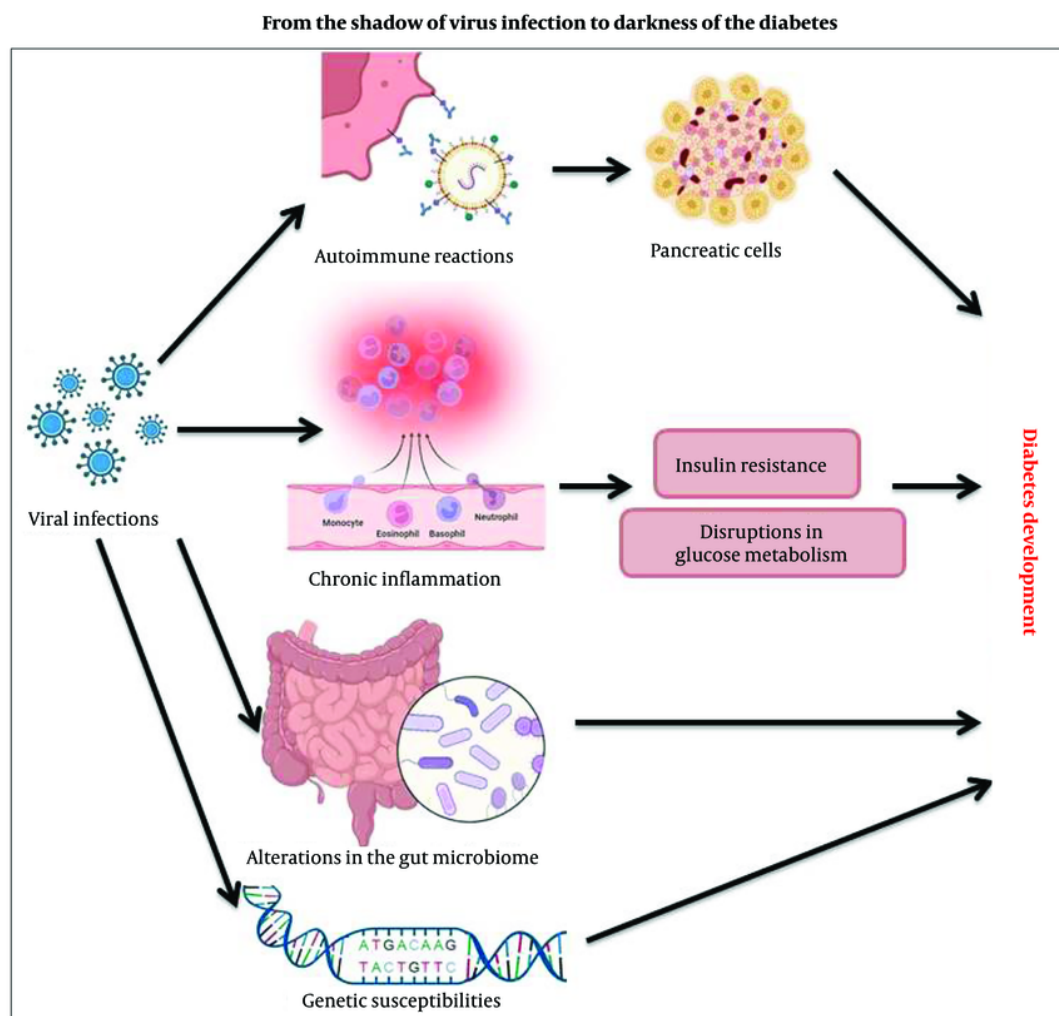 From the shadow of virus infection to darkness of the diabetes
Autoimmune reactions
Pancreatic cells
Viral infections
Monocyte
Eosinophil
Basophil
Neutrophil
Chronic inflammation
Insulin resistance
Disruptions in
glucose metabolism
Diabetes development
Alterations in the gut microbiome
ATGACAAG
TACTGTTC
Genetic susceptibilities